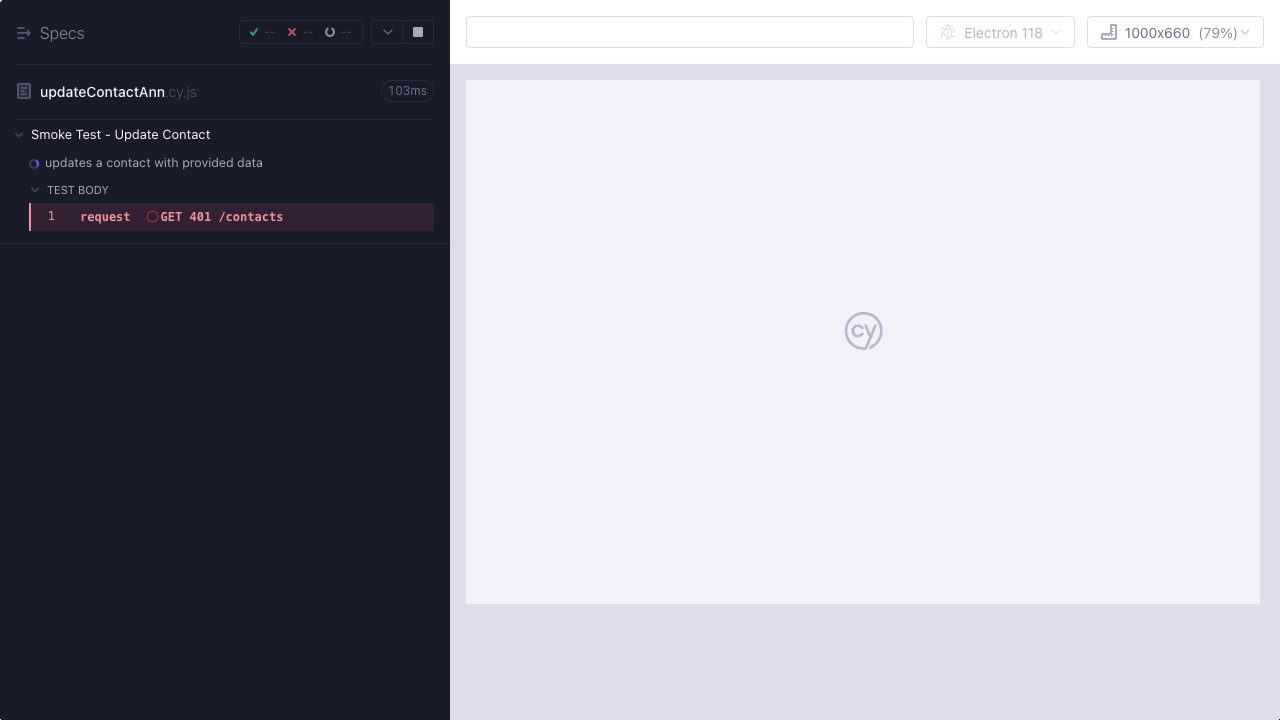 Specs
--
--
--
Electron 118
1000x660 (79%)
updateContactAnn.cy.js
103ms
Smoke Test - Update Contact
updates a contact with provided data
TEST BODY
1 request GET 401 /contacts
cy